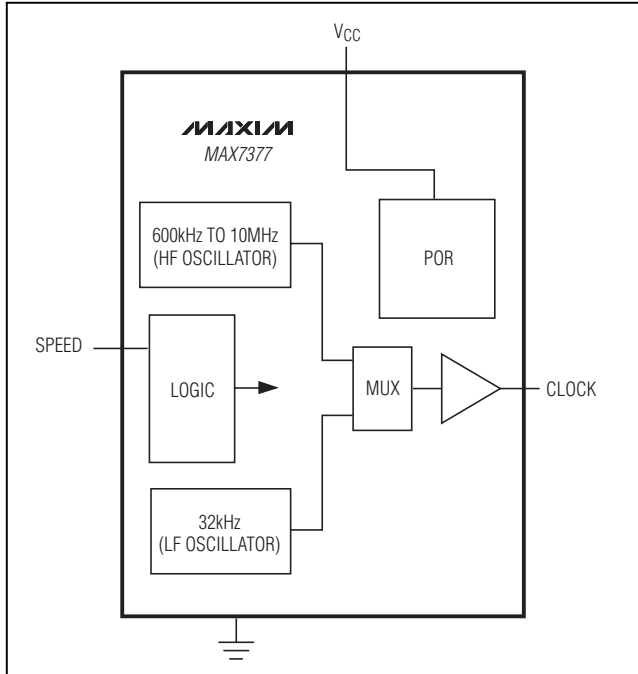 VCC
MAXIM
MAX7377
600kHz TO 10MHz
(HF OSCILLATOR)
POR
SPEED
LOGIC
MUX
CLOCK
32kHz
(LF OSCILLATOR)